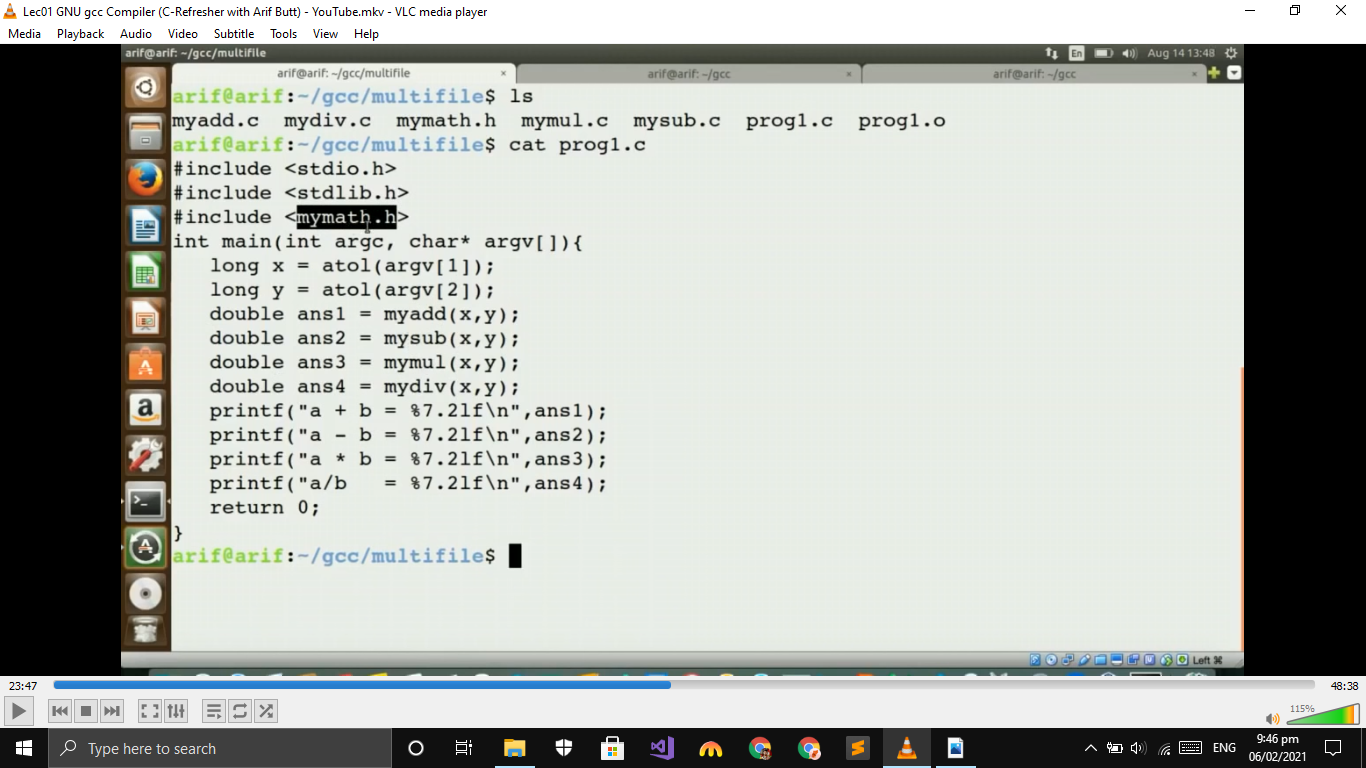 Lec01 GNU gcc Compiler (C-Refresher with Arif Butt) - YouTube.mkv - VLC media player
Media Playback Audio Video Subtitle Tools View Help
arif@arif: ~/gcc/multifile En Aug 14 13:48
arif@arif: ~/gcc/multifile × arif@arif: ~/gcc × arif@arif: ~/gcc ×
arif@arif:~/gcc/multifile$ ls
myadd.c mydiv.c mymath.h mymul.c mysub.c prog1.c prog1.o
arif@arif:~/gcc/multifile$ cat prog1.c
#include <stdio.h>
#include <stdlib.h>
#include <mymath.h>
int main(int argc, char* argv[]){
   long x = atol(argv[1]);
   long y = atol(argv[2]);
   double ans1 = myadd(x,y);
   double ans2 = mysub(x,y);
   double ans3 = mymul(x,y);
   double ans4 = mydiv(x,y);
   printf("a + b = %7.2lf\n",ans1);
   printf("a - b = %7.2lf\n",ans2);
   printf("a * b = %7.2lf\n",ans3);
   printf("a/b   = %7.2lf\n",ans4);
   return 0;
}
arif@arif:~/gcc/multifile$
Left ⌘
23:47 48:38
115%
Type here to search
ENG
9:46 pm
06/02/2021